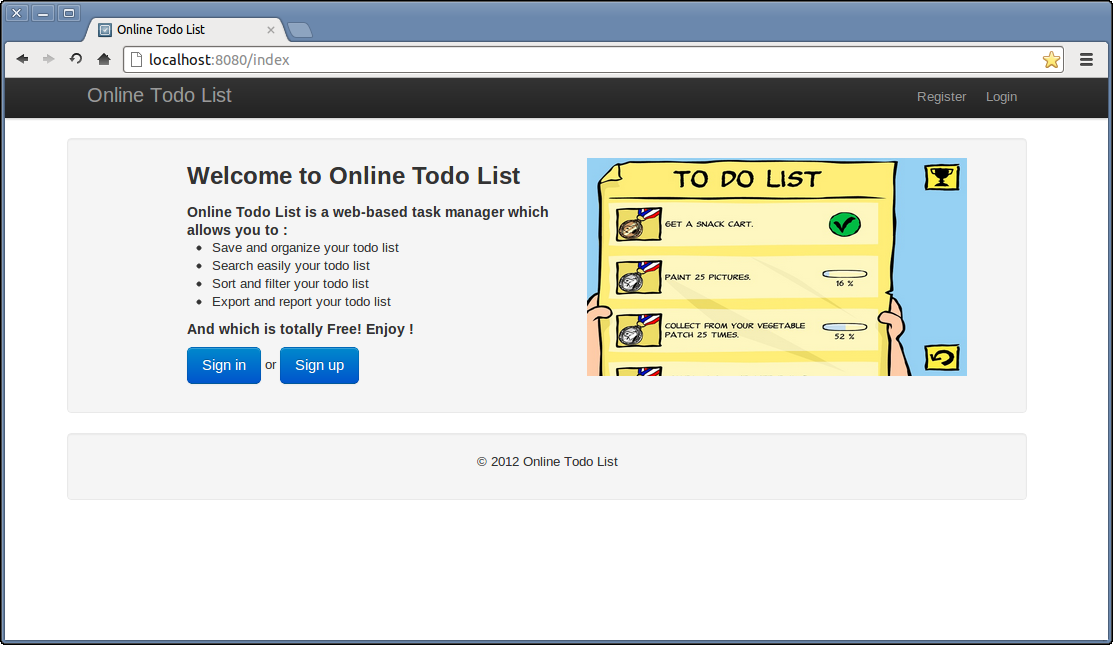 Online Todo List
localhost:8080/index
Online Todo List
Register
Login
Welcome to Online Todo List
Online Todo List is a web-based task manager which
allows you to :
Save and organize your todo list
Search easily your todo list
Sort and filter your todo list
Export and report your todo list
And which is totally Free! Enjoy !
Sign in or Sign up
TO DO LIST
GET A SNACK CART.
PAINT 25 PICTURES.
16 %
COLLECT FROM YOUR VEGETABLE
PATCH 25 TIMES.
52 %
© 2012 Online Todo List